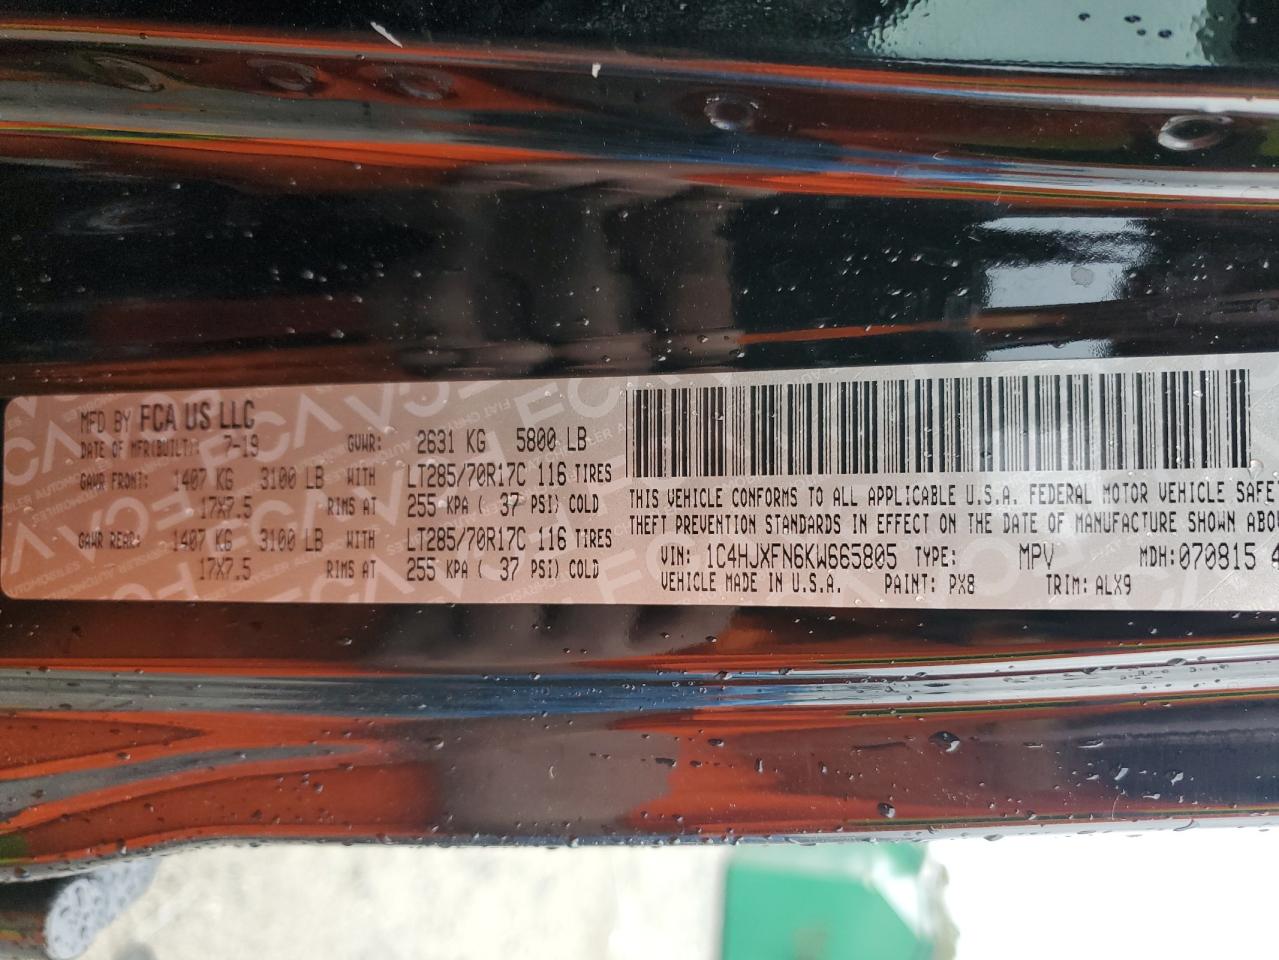 MFD BY FCA US LLC
DATE OF MFR(BUILT): 7-19 GVWR: 2631 KG 5800 LB
GAWR FRONT: 1407 KG 3100 LB WITH LT285/70R17C 116 TIRES
17X7.5 RIMS AT 255 KPA ( 37 PSI) COLD
GAWR REAR: 1407 KG 3100 LB WITH LT285/70R17C 116 TIRES
17X7.5 RIMS AT 255 KPA ( 37 PSI) COLD
THIS VEHICLE CONFORMS TO ALL APPLICABLE U.S.A. FEDERAL MOTOR VEHICLE SAFET
THEFT PREVENTION STANDARDS IN EFFECT ON THE DATE OF MANUFACTURE SHOWN ABO
VIN: 1C4HJXFN6KW665805 TYPE: MPV MDH:070815 4
VEHICLE MADE IN U.S.A. PAINT: PX8 TRIM: ALX9